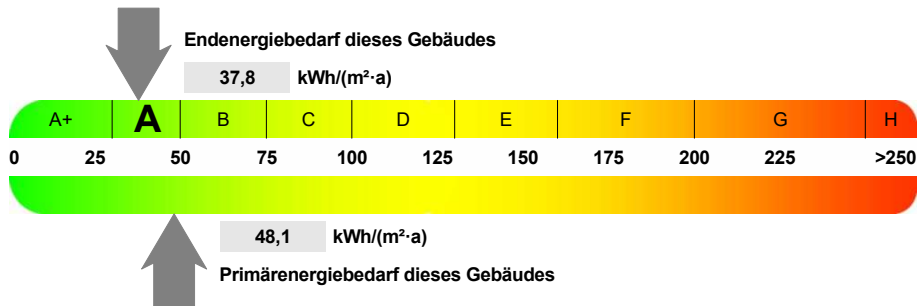 Endenergiebedarf dieses Gebäudes
37,8 kWh/(m²·a)
A+ A B C D E F G H
0 25 50 75 100 125 150 175 200 225 >250
48,1 kWh/(m²·a)
Primärenergiebedarf dieses Gebäudes